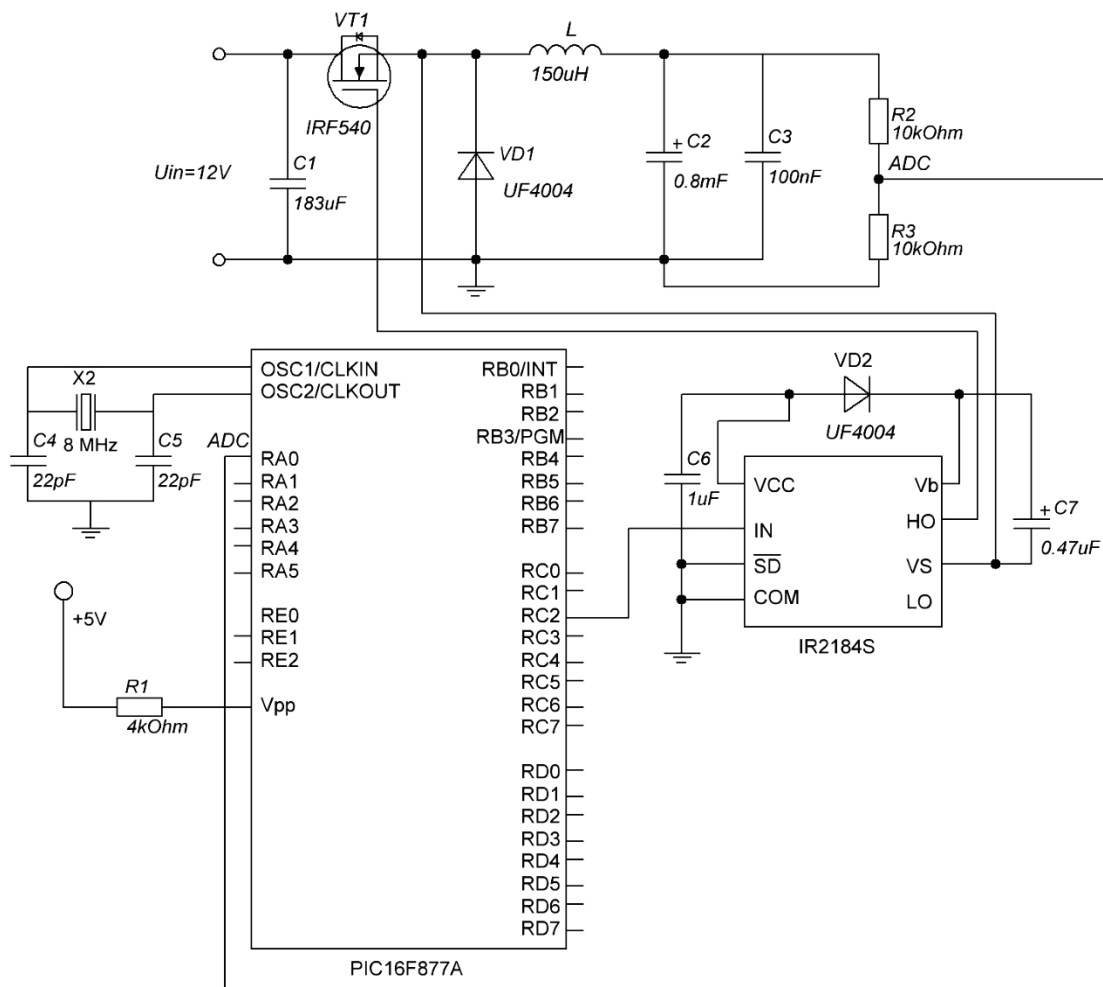 VT1
IRF540
Uin=12V
C1
183uF
VD1
UF4004
L
150uH
+ C2
0.8mF
C3
100nF
R2
10kOhm
ADC
R3
10kOhm
X2
8 MHz
C4
22pF
C5
22pF
ADC
+5V
R1
4kOhm
OSC1/CLKIN
OSC2/CLKOUT
RA0
RA1
RA2
RA3
RA4
RA5
RE0
RE1
RE2
Vpp
RB0/INT
RB1
RB2
RB3/PGM
RB4
RB5
RB6
RB7
RC0
RC1
RC2
RC3
RC4
RC5
RC6
RC7
RD0
RD1
RD2
RD3
RD4
RD5
RD6
RD7
PIC16F877A
VD2
UF4004
C6
1uF
VCC
IN
SD
COM
Vb
HO
VS
LO
IR2184S
+ C7
0.47uF